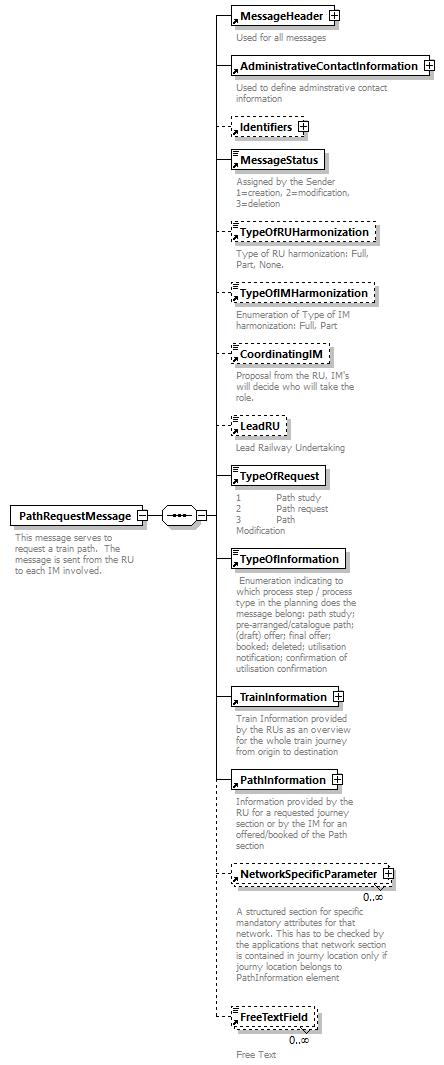 MessageHeader
Used for all messages
AdministrativeContactInformation
Used to define adminstrative contact
information
Identifiers
MessageStatus
Assigned by the Sender
1=creation, 2=modification,
3=deletion
TypeOfRUHarmonization
Type of RU harmonization: Full,
Part, None.
TypeOfIMHarmonization
Enumeration of Type of IM
harmonization: Full, Part
CoordinatingIM
Proposal from the RU, IM's
will decide who will take the
role.
LeadRU
Lead Railway Undertaking
TypeOfRequest
1 Path study
2 Path request
3 Path
Modification
PathRequestMessage
This message serves to
request a train path. The
message is sent from the RU
to each IM involved.
TypeOfInformation
Enumeration indicating to
which process step / process
type in the planning does the
message belong: path study;
pre-arranged/catalogue path;
(draft) offer; final offer;
booked; deleted; utilisation
notification; confirmation of
utilisation confirmation
TrainInformation
Train Information provided
by the RUs as an overview
for the whole train journey
from origin to destination
PathInformation
Information provided by the
RU for a requested journey
section or by the IM for an
offered/booked of the Path
section
NetworkSpecificParameter
0..∞
A structured section for specific
mandatory attributes for that
network. This has to be checked by
the applications that network section
is contained in journy location only if
journy location belongs to
PathInformation element
FreeTextField
0..∞
Free Text